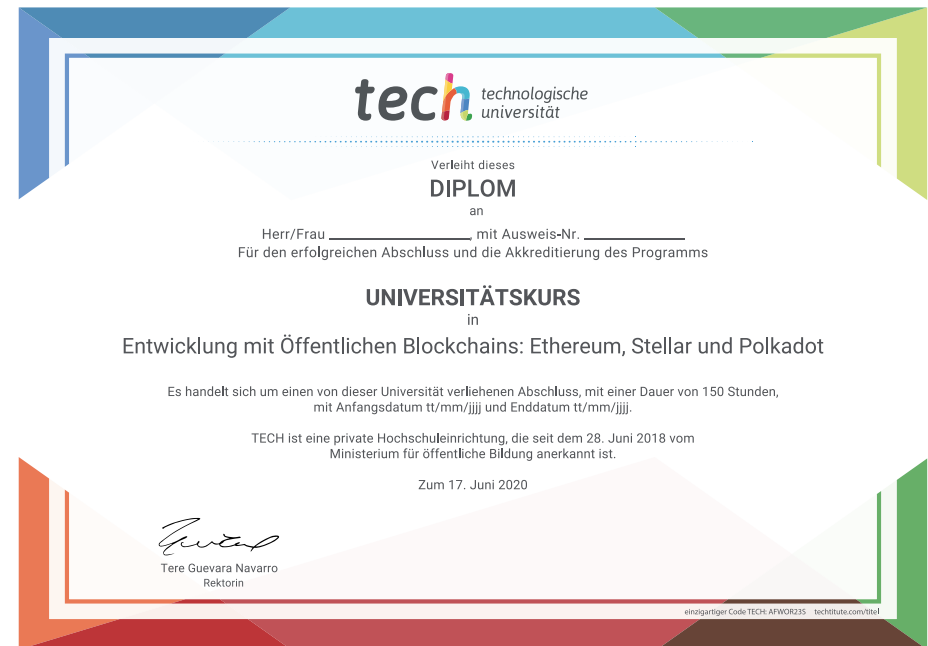 tech technologische
universität
Verleiht dieses
DIPLOM
an
Herr/Frau ____________, mit Ausweis-Nr. ____________
Für den erfolgreichen Abschluss und die Akkreditierung des Programms
UNIVERSITÄTSKURS
in
Entwicklung mit Öffentlichen Blockchains: Ethereum, Stellar und Polkadot
Es handelt sich um einen von dieser Universität verliehenen Abschluss, mit einer Dauer von 150 Stunden,
mit Anfangsdatum tt/mm/jjjj und Enddatum tt/mm/jjjj.
TECH ist eine private Hochschuleinrichtung, die seit dem 28. Juni 2018 vom
Ministerium für öffentliche Bildung anerkannt ist.
Zum 17. Juni 2020
Tere Guevara Navarro
Rektorin
einzigartiger Code TECH: AFWOR23S techtitute.com/titel